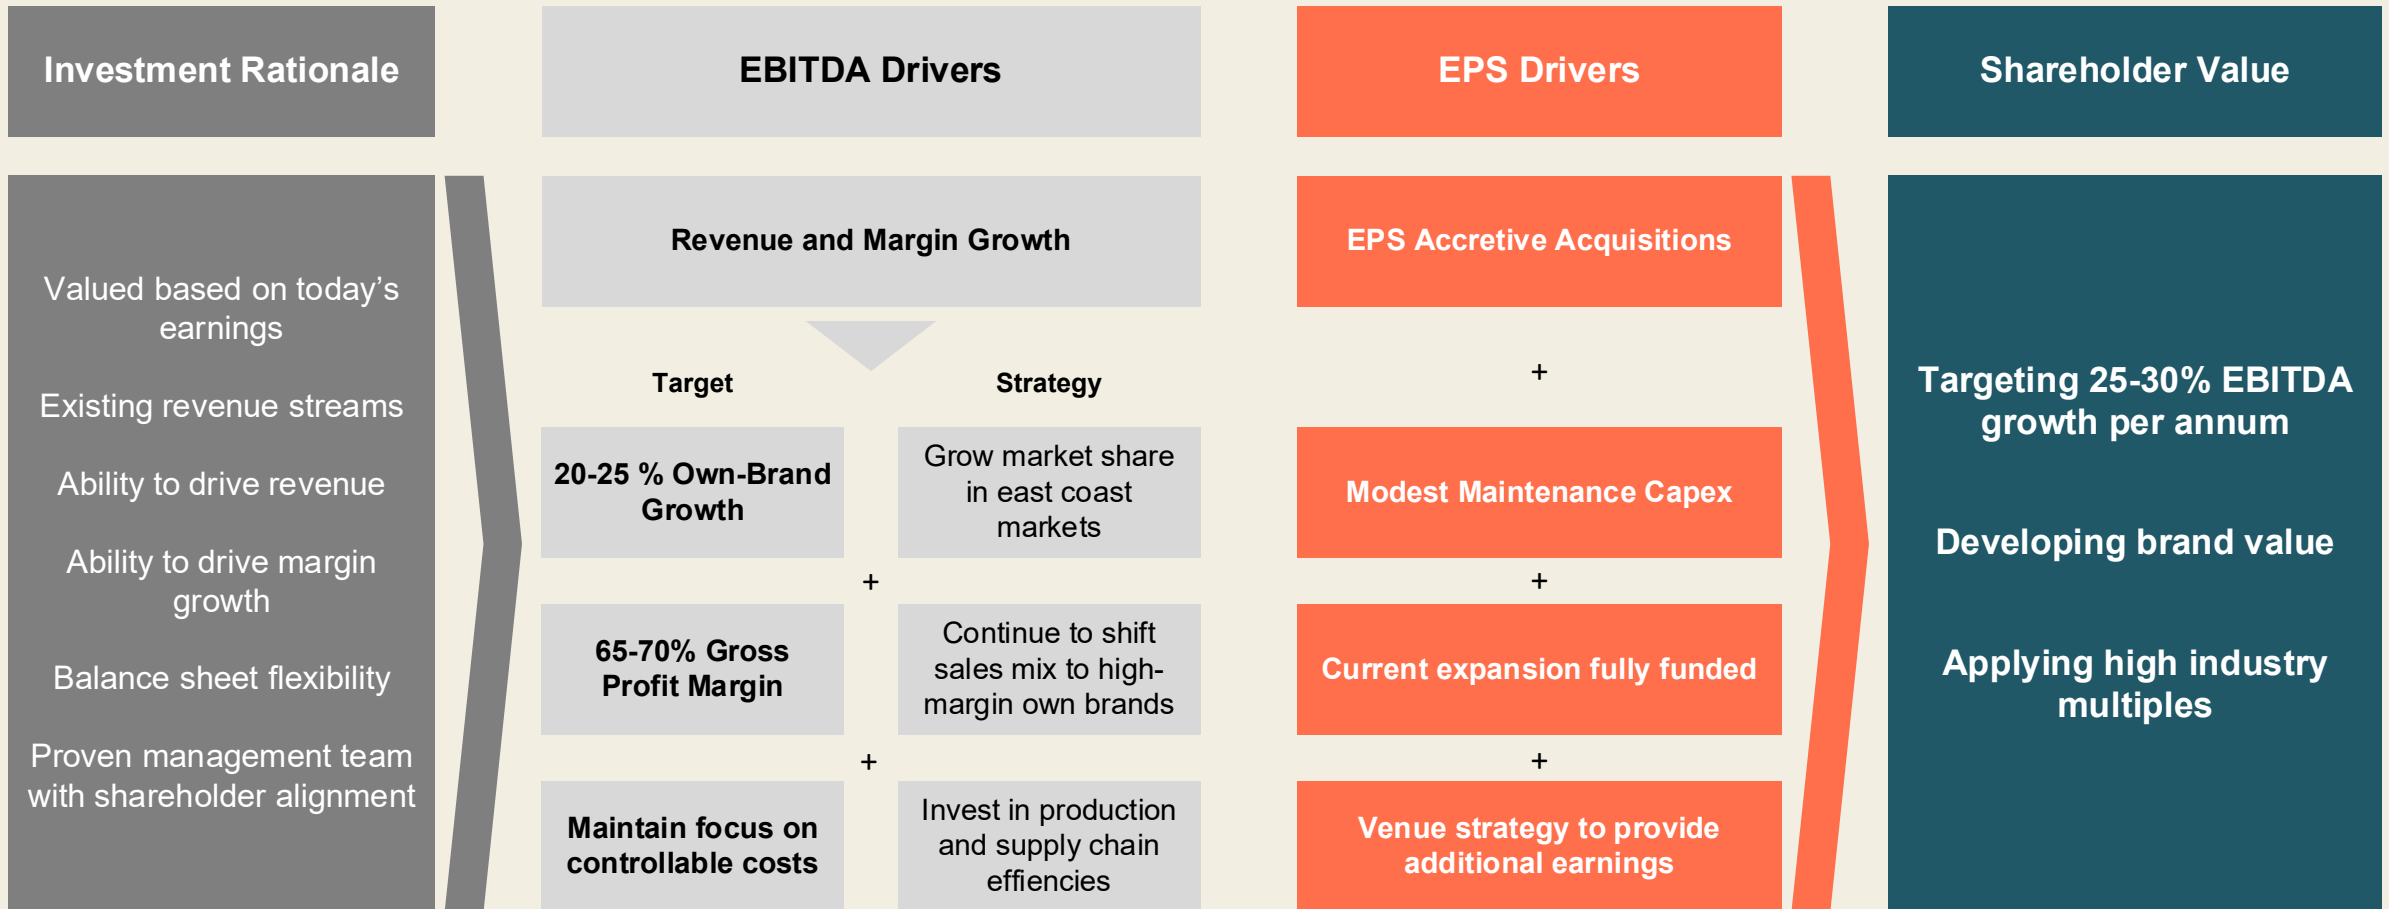 Investment Rationale
EBITDA Drivers
EPS Drivers
Shareholder Value
Valued based on today’s
earnings
Existing revenue streams
Ability to drive revenue
Ability to drive margin
growth
Balance sheet flexibility
Proven management team
with shareholder alignment
Revenue and Margin Growth
Target
Strategy
20-25 % Own-Brand
Growth
Grow market share
in east coast
markets
+
65-70% Gross
Profit Margin
Continue to shift
sales mix to high-
margin own brands
+
Maintain focus on
controllable costs
Invest in production
and supply chain
effiencies
EPS Accretive Acquisitions
+
Modest Maintenance Capex
+
Current expansion fully funded
+
Venue strategy to provide
additional earnings
Targeting 25-30% EBITDA
growth per annum
Developing brand value
Applying high industry
multiples